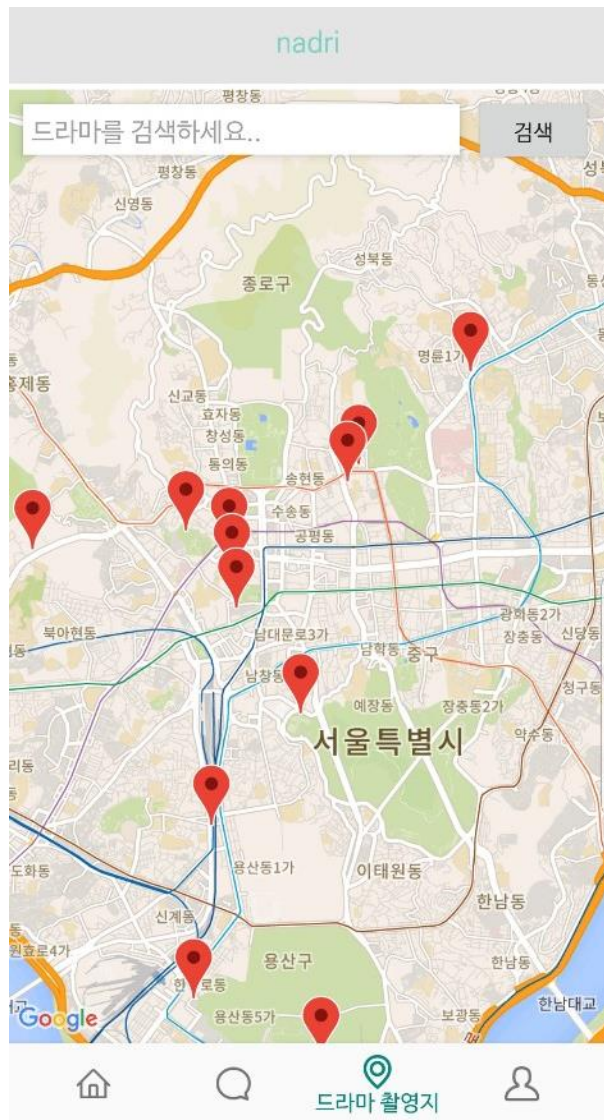 nadri
평창동
드라마를 검색하세요..
검색
평창동
신영동
성북동
종로구
명륜1가
신교동
효자동
창성동
통의동
송현동
수송동
공평동
북아현동
남대문로3가
광희동2가
장충동
신당동
남학동
중구
남창동
청구동
예장동
장충동2가
서울특별시
약수동
도화동
용산동1가
이태원동
한남동
신계동
원효로4가
용산구
한남동
한남대교
Google
용산동5가
보광동
드라마 촬영지